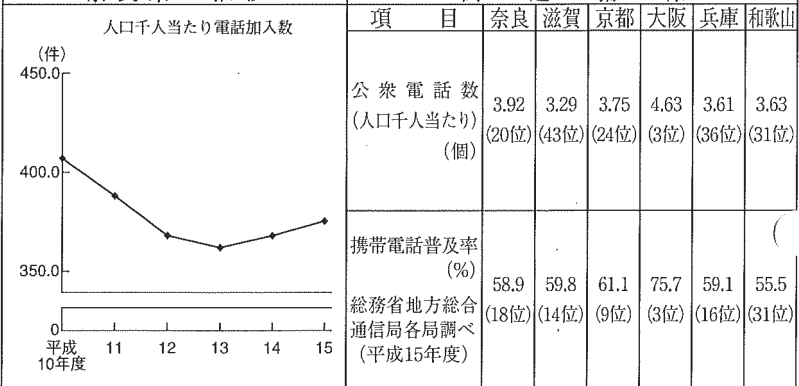 人口千人当たり電話加入数
(件)
450.0
400.0
350.0
0
平成
10年度
11
12
13
14
15
項 目 奈良 滋賀 京都 大阪 兵庫 和歌山
公衆電話数
(人口千人当たり)
(個)
3.92 3.29 3.75 4.63 3.61 3.63
(20位) (43位) (24位) (3位) (36位) (31位)
携帯電話普及率
(%)
総務省地方総合
通信局各局調べ
(平成15年度)
58.9 59.8 61.1 75.7 59.1 55.5
(18位) (14位) (9位) (3位) (16位) (31位)